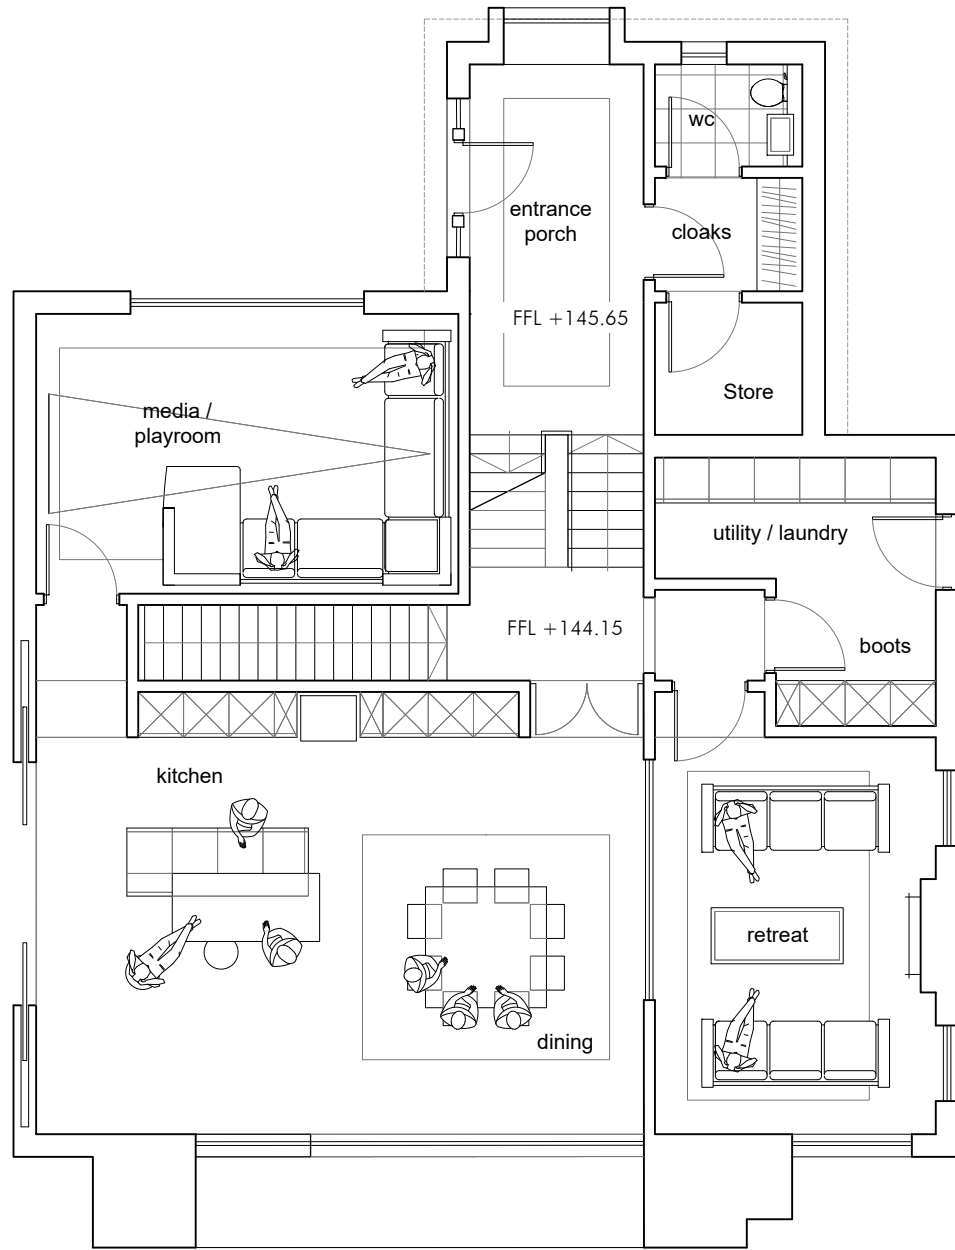 wc
entrance
porch
cloaks
FFL +145.65
Store
media /
playroom
utility / laundry
FFL +144.15
boots
kitchen
retreat
dining